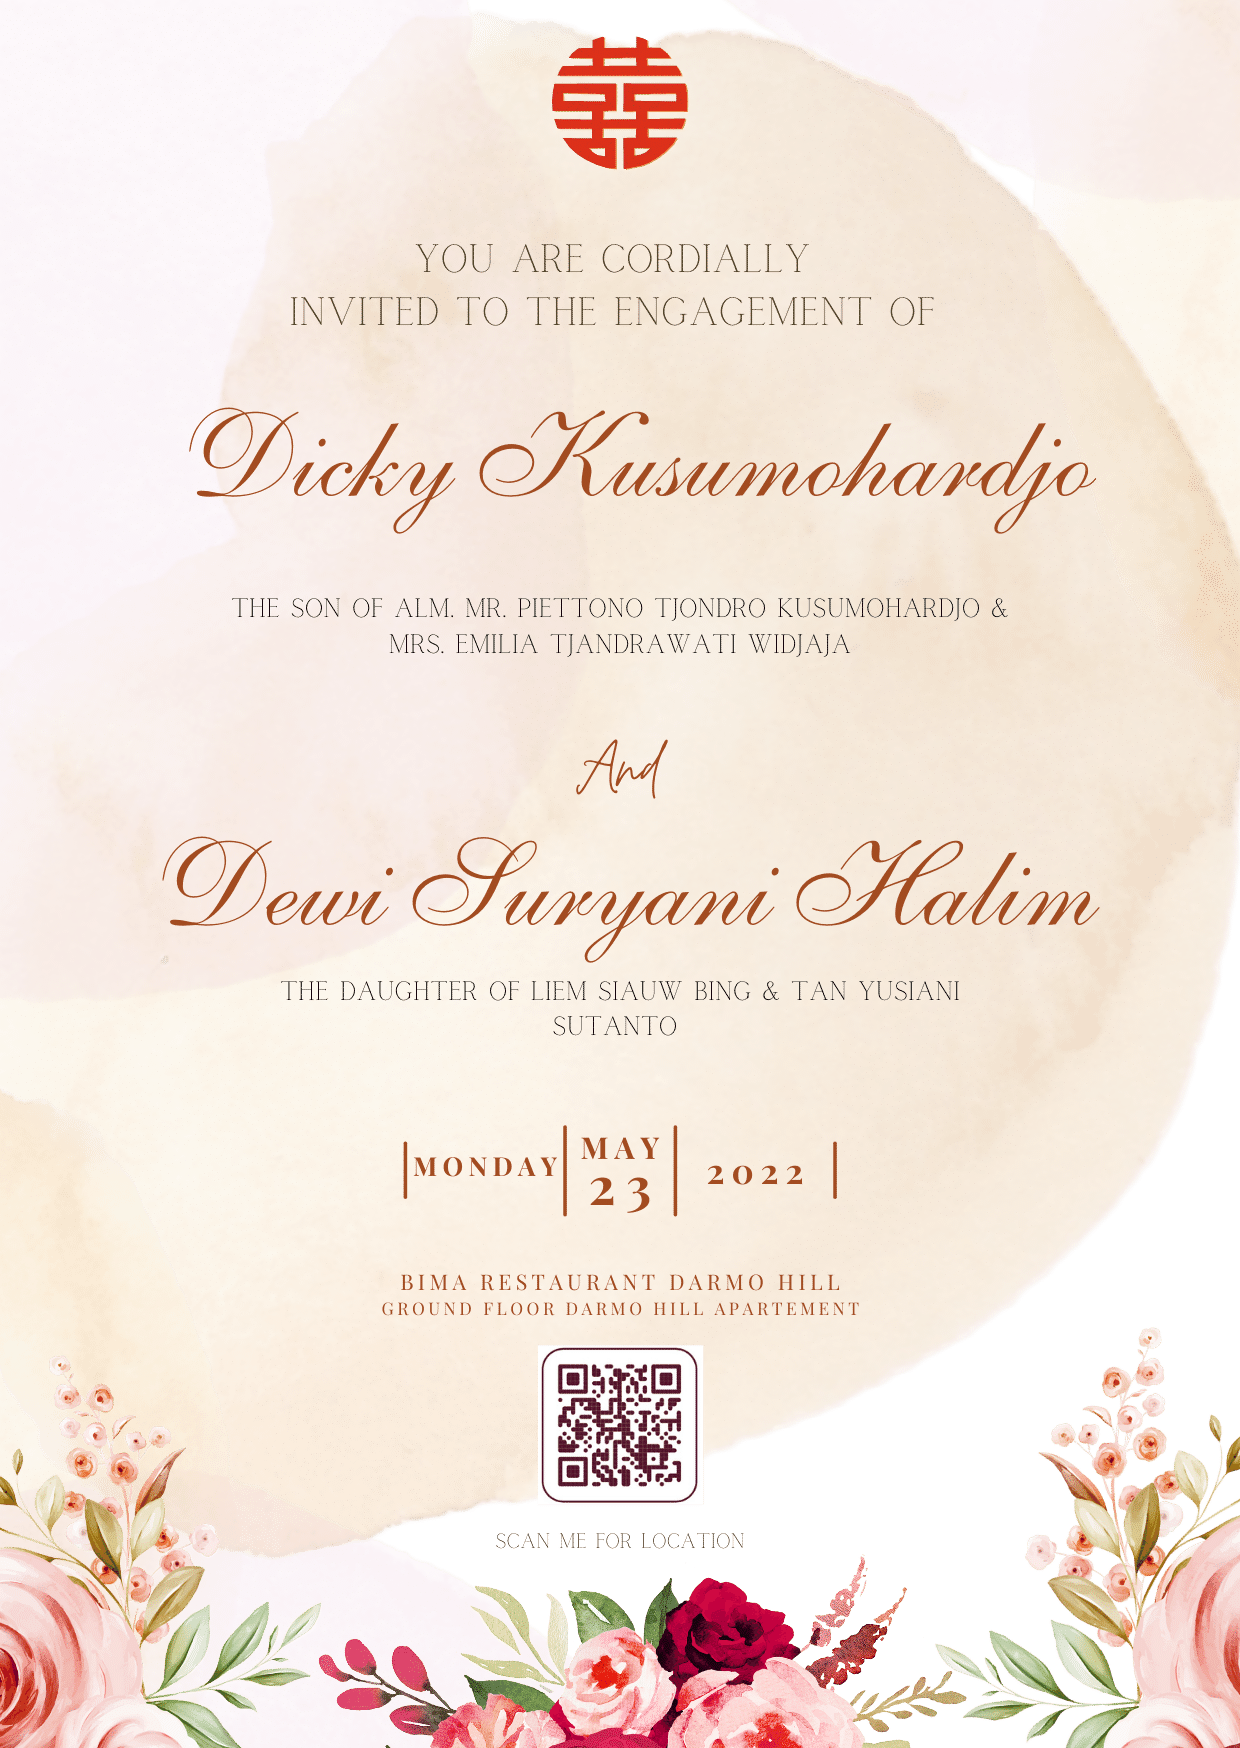 囍
YOU ARE CORDIALLY
INVITED TO THE ENGAGEMENT OF
Dicky Kusumohardjo
THE SON OF ALM. MR. PIETTONO TJONDRO KUSUMOHARDJO &
MRS. EMILIA TJANDRAWATI WIDJAJA
And
Dewi Suryani Halim
THE DAUGHTER OF LIEM SIAUW BING & TAN YUSIANI
SUTANTO
MONDAY
MAY
23
2022
BIMA RESTAURANT DARMO HILL
GROUND FLOOR DARMO HILL APARTEMENT
SCAN ME FOR LOCATION